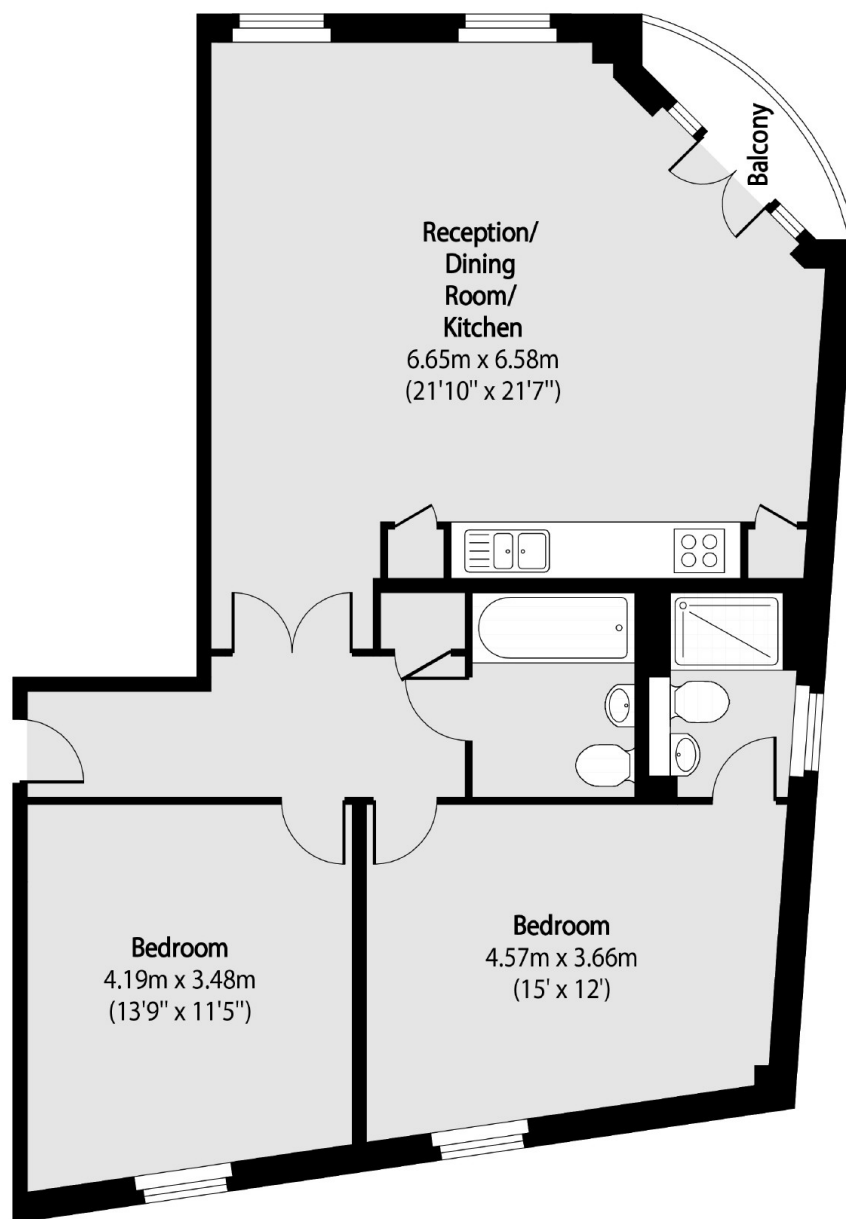 Balcony
Reception/
Dining
Room/
Kitchen
6.65m x 6.58m
(21'10" x 21'7")
Bedroom
4.19m x 3.48m
(13'9" x 11'5")
Bedroom
4.57m x 3.66m
(15' x 12')